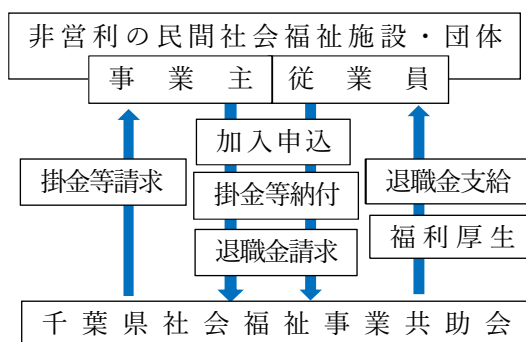 非営利の民間社会福祉施設・団体
事業主
従業員
加入申込
掛金等請求
掛金等納付
退職金支給
退職金請求
福利厚生
千葉県社会福祉事業共助会